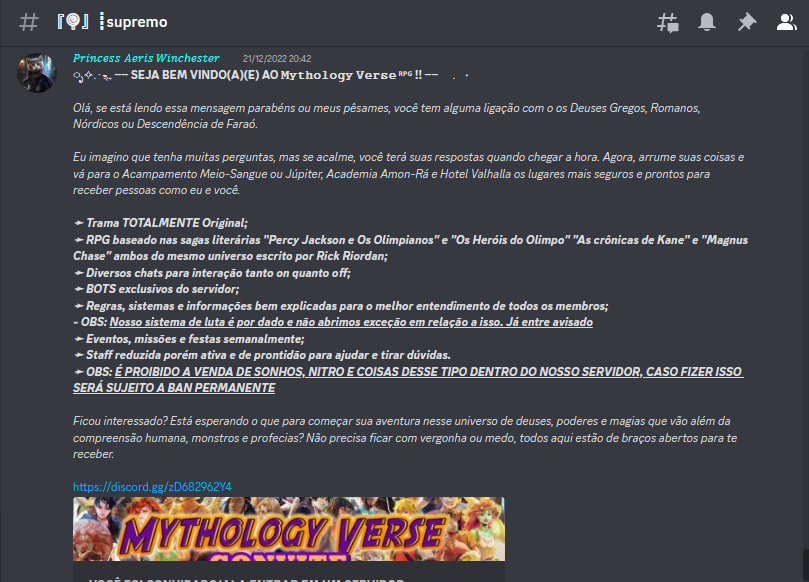 『🎈』┋supremo
Princess Aeris Winchester 21/12/2022 20:42
-- SEJA BEM VINDO(A)(E) AO Mythology Verse ᴿᴾᴳ !! --
Olá, se está lendo essa mensagem parabéns ou meus pêsames, você tem alguma ligação com o os Deuses Gregos, Romanos,
Nórdicos ou Descendência de Faraó.
Eu imagino que tenha muitas perguntas, mas se acalme, você terá suas respostas quando chegar a hora. Agora, arrume suas coisas e
vá para o Acampamento Meio-Sangue ou Júpiter, Academia Amon-Rá e Hotel Valhalla os lugares mais seguros e prontos para
receber pessoas como eu e você.
➛ Trama TOTALMENTE Original;
➛ RPG baseado nas sagas literárias "Percy Jackson e Os Olimpianos" e "Os Heróis do Olimpo" "As crônicas de Kane" e "Magnus
Chase" ambos do mesmo universo escrito por Rick Riordan;
➛ Diversos chats para interação tanto on quanto off;
➛ BOTS exclusivos do servidor;
➛ Regras, sistemas e informações bem explicadas para o melhor entendimento de todos os membros;
- OBS: Nosso sistema de luta é por dado e não abrimos exceção em relação a isso. Já entre avisado
➛ Eventos, missões e festas semanalmente;
➛ Staff reduzida porém ativa e de prontidão para ajudar e tirar dúvidas.
➛ OBS: É PROIBIDO A VENDA DE SONHOS, NITRO E COISAS DESSE TIPO DENTRO DO NOSSO SERVIDOR, CASO FIZER ISSO
SERÁ SUJEITO A BAN PERMANENTE
Ficou interessado? Está esperando o que para começar sua aventura nesse universo de deuses, poderes e magias que vão além da
compreensão humana, monstros e profecias? Não precisa ficar com vergonha ou medo, todos aqui estão de braços abertos para te
receber.
https://discord.gg/zD682962Y4
MYTHOLOGY VERSE
CONVITE
VOCÊ FOI CONVIDADO(A) A ENTRAR EM UM SERVIDOR